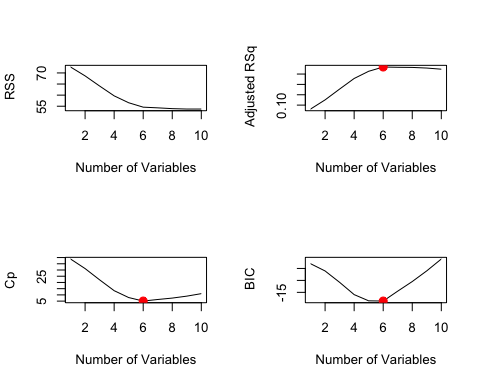 RSS
70
55
2 4 6 8 10
Number of Variables
Adjusted RSq
0.10
2 4 6 8 10
Number of Variables
Cp
25
5
2 4 6 8 10
Number of Variables
BIC
-15
2 4 6 8 10
Number of Variables